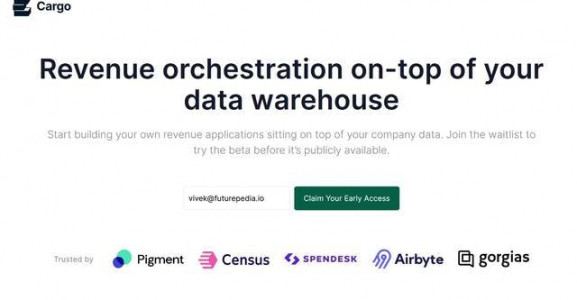 Cargo
Revenue orchestration on-top of your
data warehouse
Start building your own revenue applications sitting on top of your company data. Join the waitlist to
try the beta before it's publicly available.
vivek@futurepedia.io Claim Your Early Access
Trusted by Pigment Census SPENDESK Airbyte gorgias